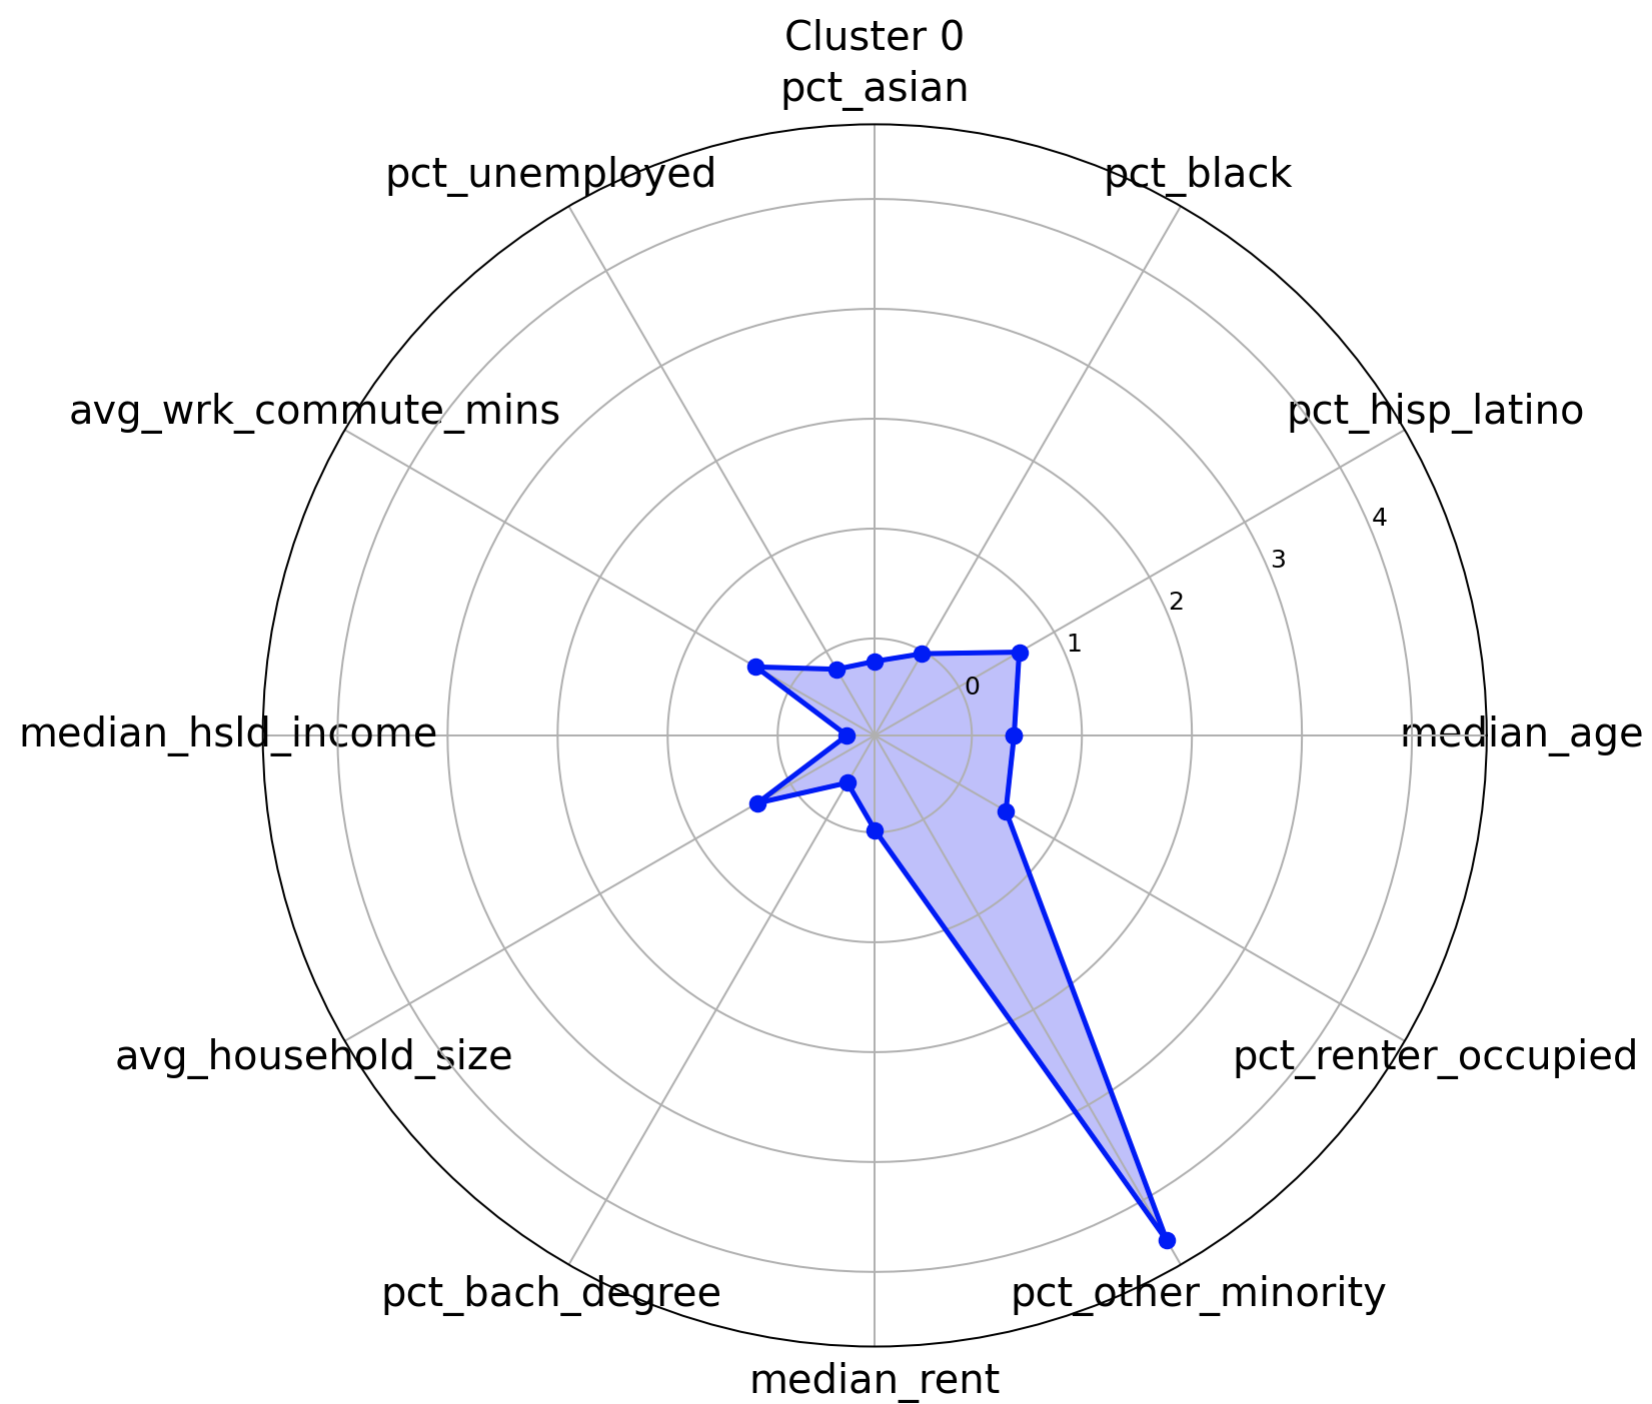 Cluster 0
pct_asian
pct_unemployed
pct_black
avg_wrk_commute_mins
pct_hisp_latino
4
3
2
1
0
median_hsld_income
median_age
avg_household_size
pct_renter_occupied
pct_bach_degree
pct_other_minority
median_rent